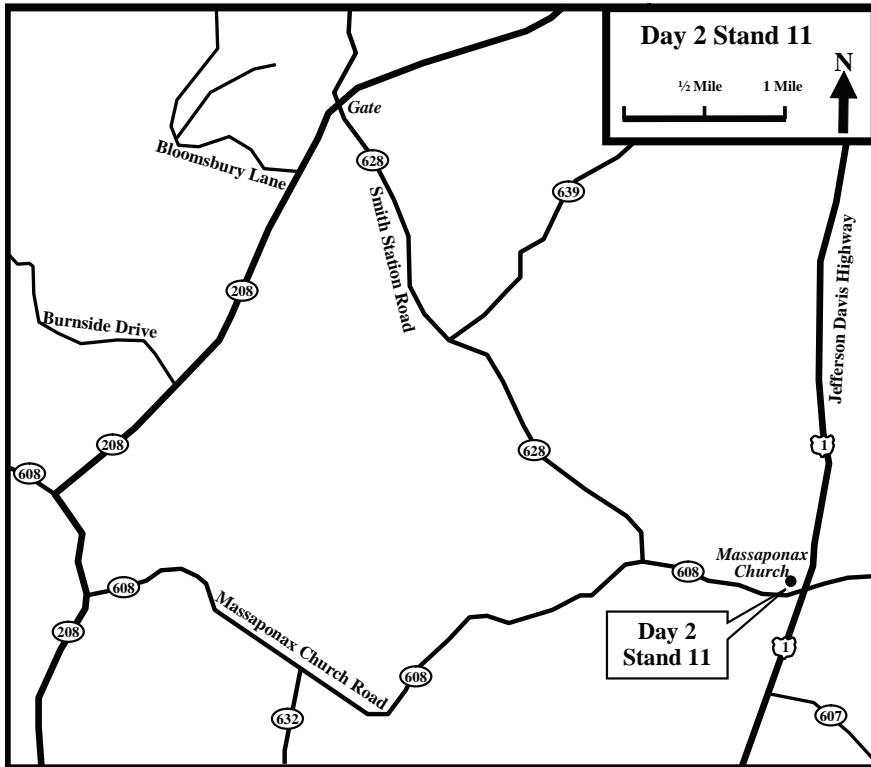 Day 2 Stand 11
N
½ Mile
1 Mile
Gate
Bloomsbury Lane
628
639
Smith Station Road
Jefferson Davis Highway
208
Burnside Drive
208
1
628
608
Massaponax
Church
608
608
Massaponax Church Road
208
Day 2
Stand 11
1
608
632
607